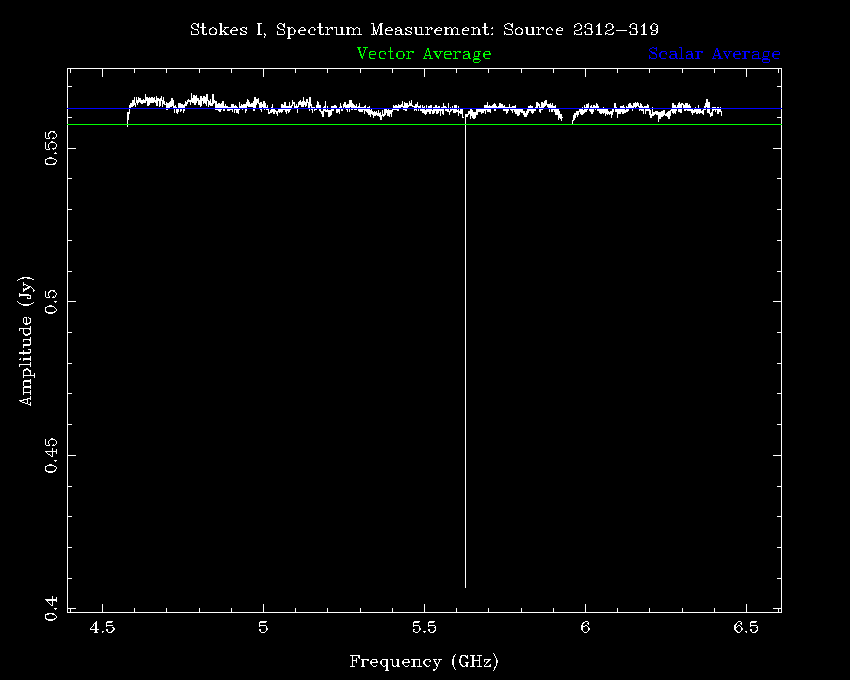 Stokes I, Spectrum Measurement: Source 2312−319
Vector Average
Scalar Average
0.55
0.5
0.45
0.4
Amplitude (Jy)
4.5 5 5.5 6 6.5
Frequency (GHz)